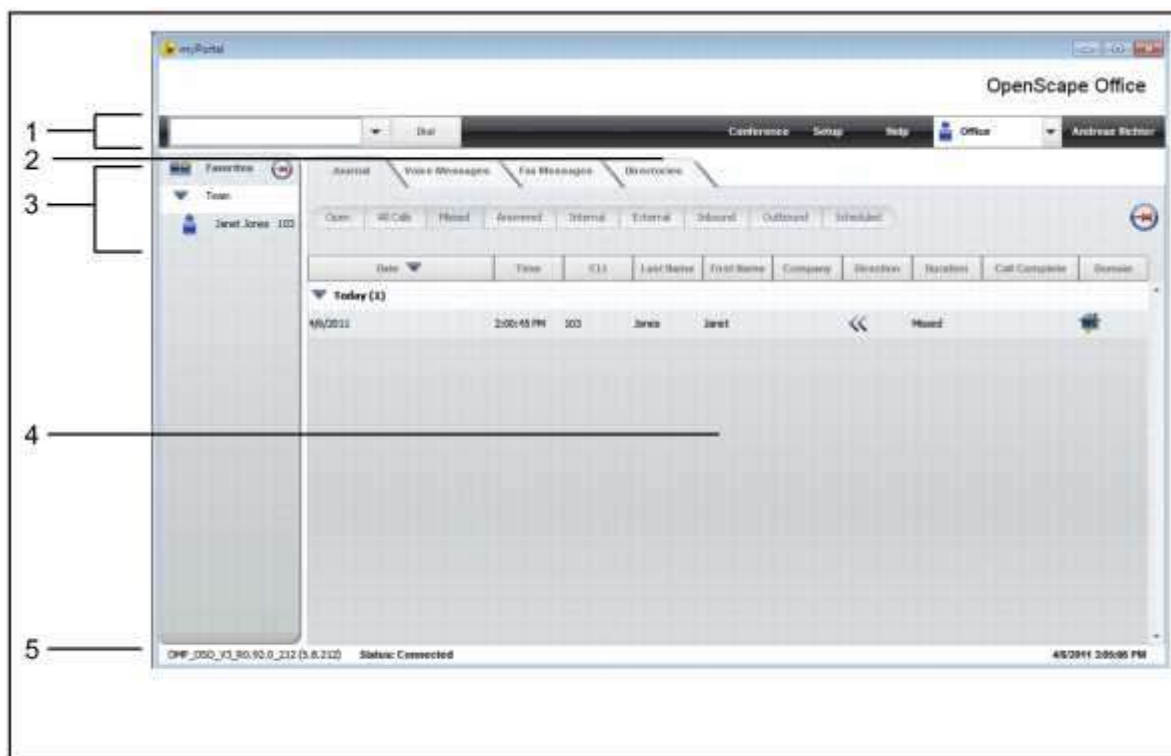 myPortal
OpenScape Office
1
Dial
Conference Setup Help Office Andreas Richter
2
3
Favorites
Team
Janet Jones 103
Journal Voice Messages Fax Messages Directories
Open All Calls Missed Answered Internal External Inbound Outbound Scheduled
Date Time CLI Last Name First Name Company Direction Duration Call Complete Domain
Today (1)
2:00:45 PM 103 Jones Janet Missed
4
5
Status: Connected